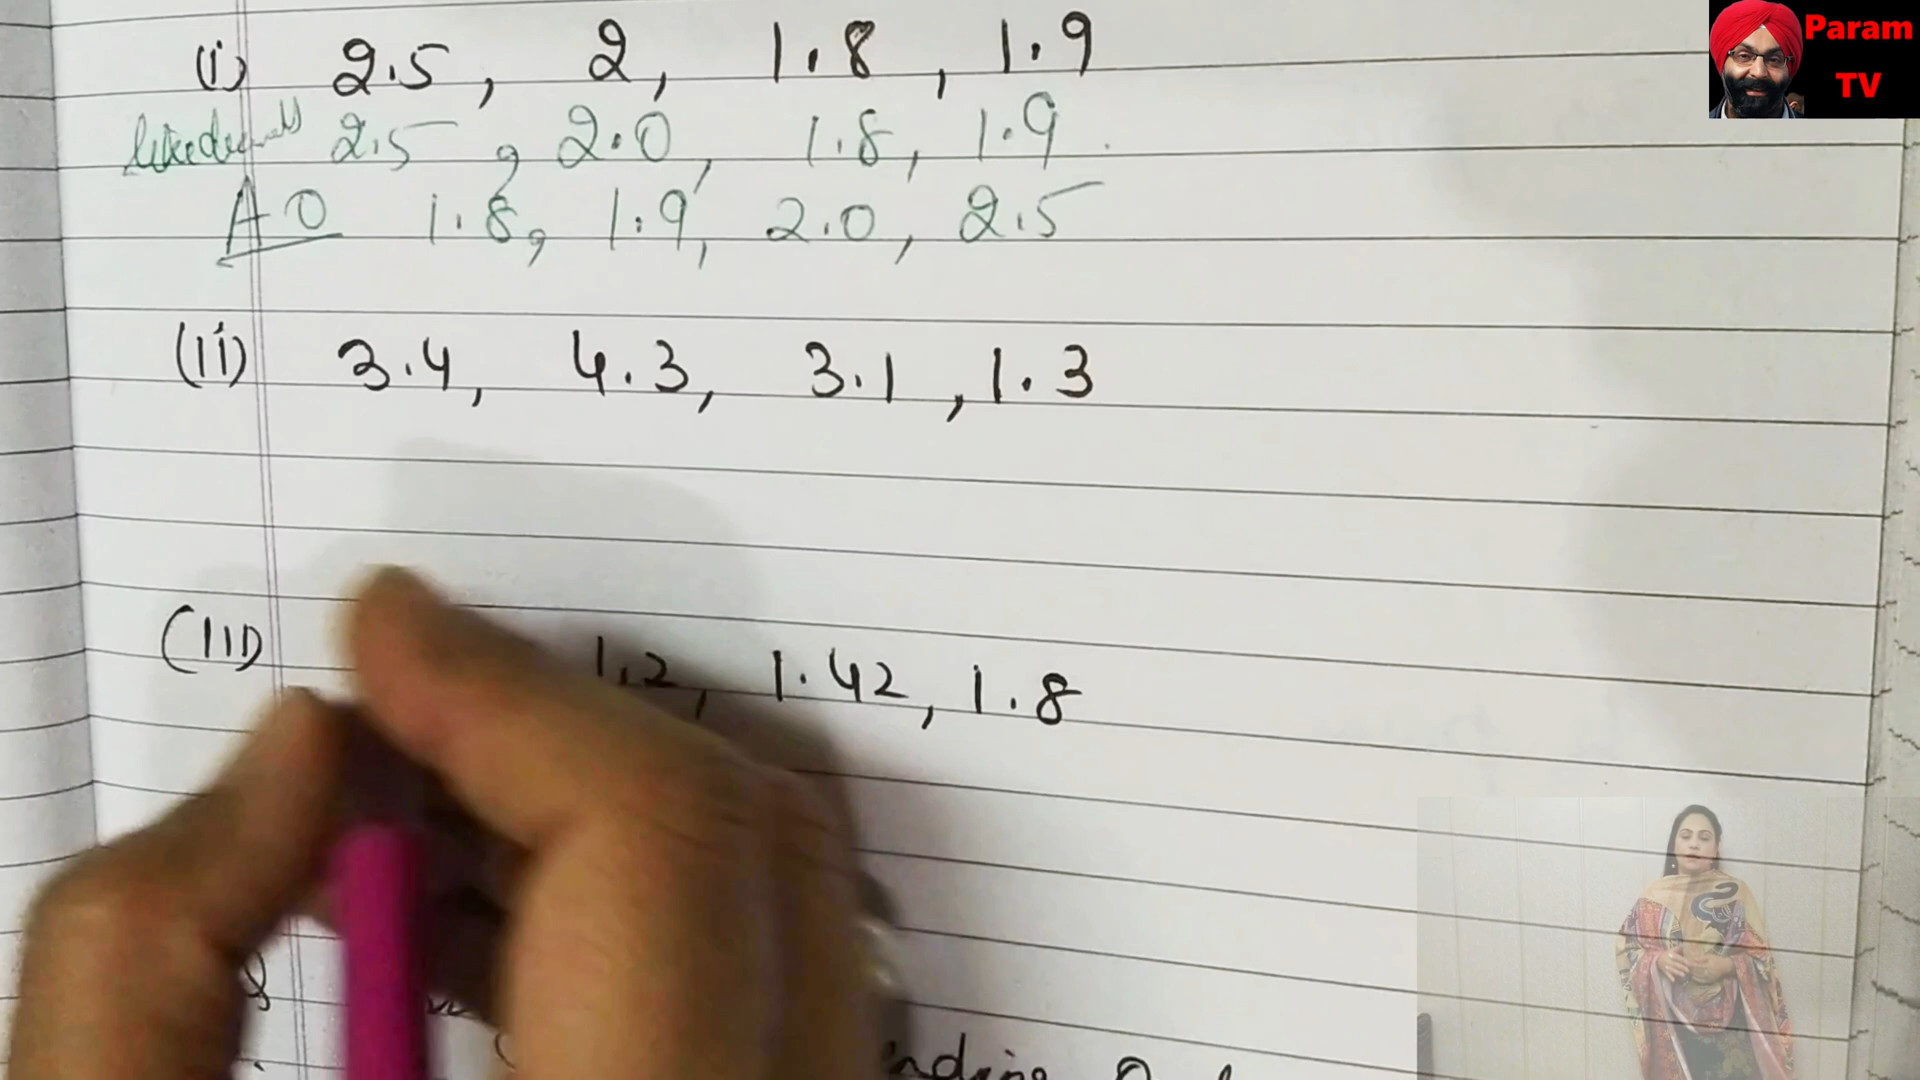 Param
TV
(i) 2.5, 2, 1.8, 1.9
2.5, 2.0, 1.8, 1.9
AO 1.8, 1.9, 2.0, 2.5
(ii) 3.4, 4.3, 3.1, 1.3
(III) 1.2, 1.42, 1.8